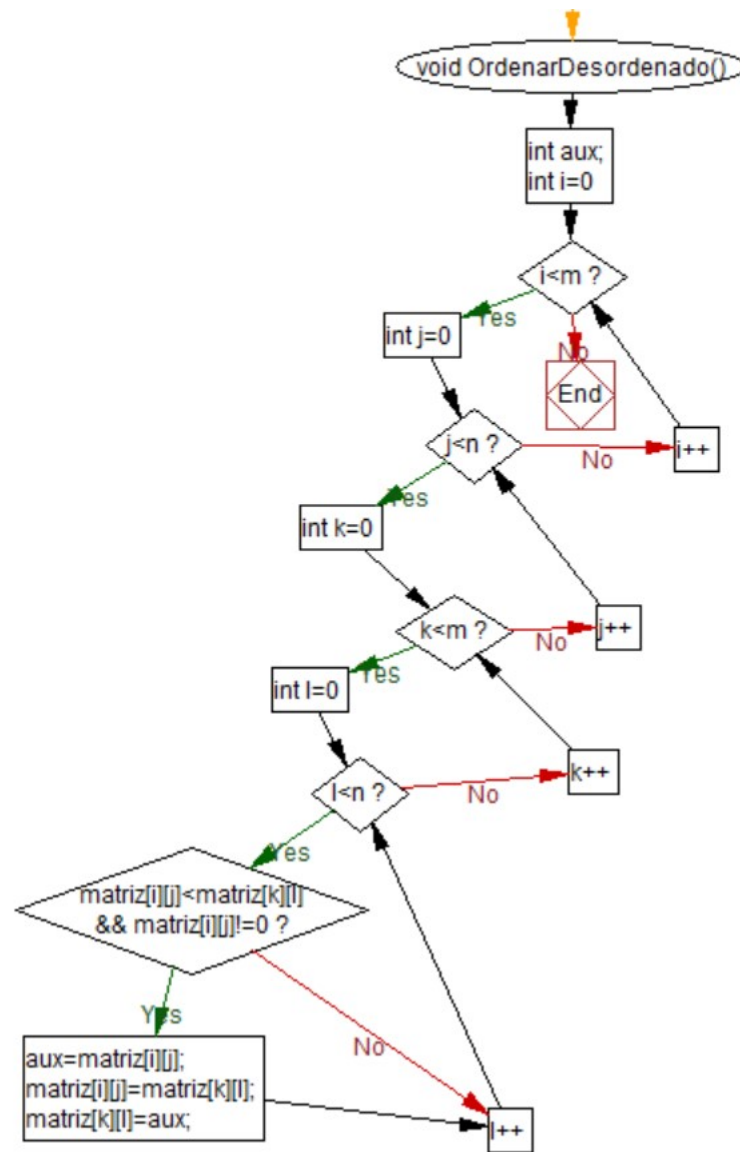 void OrdenarDesordenado()
int aux;
int i=0
i<m ?
Yes
No
int j=0
End
j<n ?
No
i++
Yes
int k=0
k<m ?
No
j++
Yes
int l=0
l<n ?
No
k++
Yes
matriz[i][j]<matriz[k][l]
&& matriz[i][j]!=0 ?
Yes
No
aux=matriz[i][j];
matriz[i][j]=matriz[k][l];
matriz[k][l]=aux;
l++